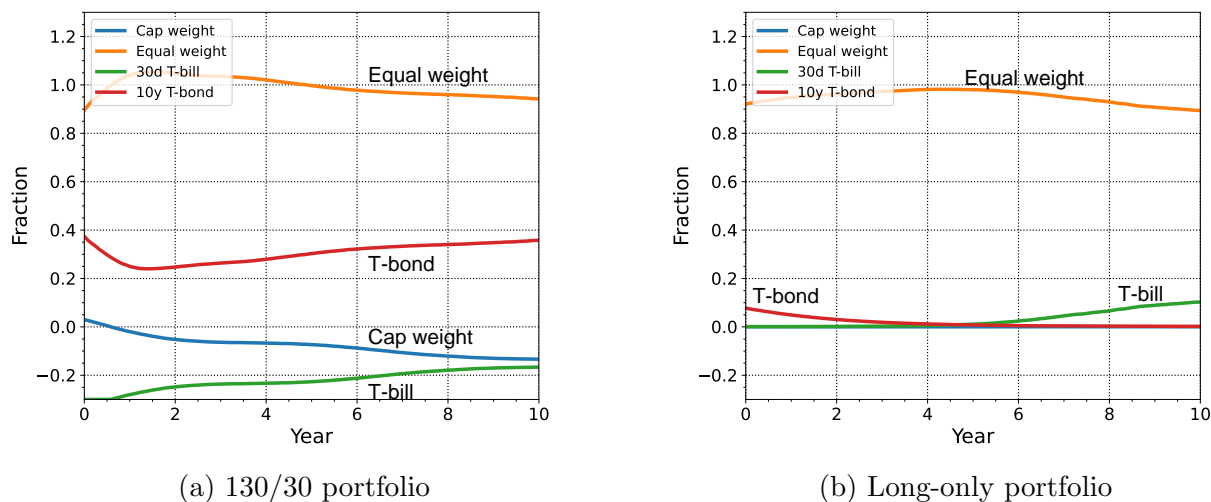 1.2
1.0
0.8
0.6
0.4
0.2
0.0
−0.2
Fraction
Cap weight
Equal weight
30d T-bill
10y T-bond
Equal weight
T-bond
Cap weight
T-bill
0 2 4 6 8 10
Year
(a) 130/30 portfolio
1.2
1.0
0.8
0.6
0.4
0.2
0.0
−0.2
Fraction
Cap weight
Equal weight
30d T-bill
10y T-bond
Equal weight
T-bond
T-bill
0 2 4 6 8 10
Year
(b) Long-only portfolio